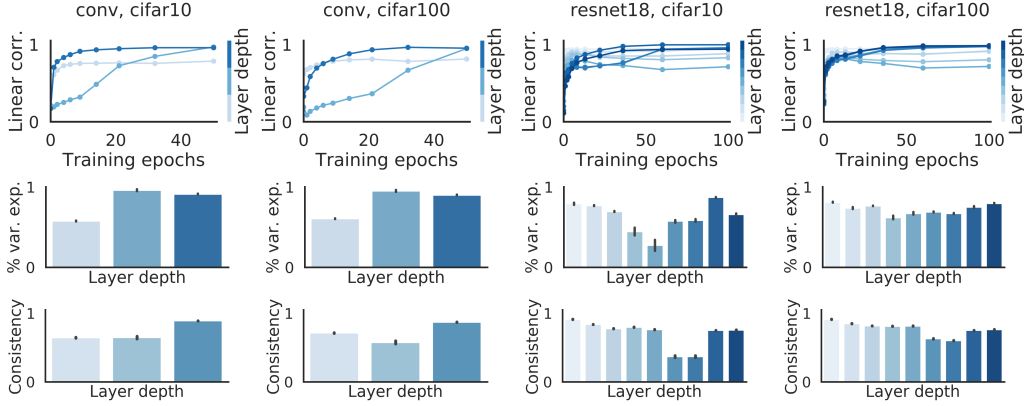 conv, cifar10
conv, cifar100
resnet18, cifar10
resnet18, cifar100
Linear corr.
1
0
0 20 40
Training epochs
Layer depth
Linear corr.
1
0
0 20 40
Training epochs
Layer depth
Linear corr.
1
0
0 50 100
Training epochs
Layer depth
Linear corr.
1
0
0 50 100
Training epochs
Layer depth
% var. exp.
1
0
Layer depth
% var. exp.
1
0
Layer depth
% var. exp.
1
0
Layer depth
% var. exp.
1
0
Layer depth
Consistency
1
0
Layer depth
Consistency
1
0
Layer depth
Consistency
1
0
Layer depth
Consistency
1
0
Layer depth